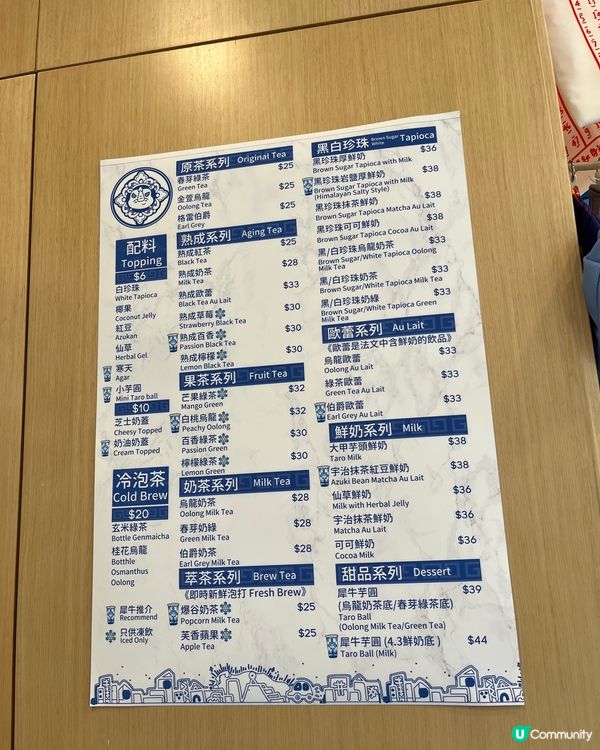 配料
Topping
$6
白珍珠
White Tapioca
椰果
Coconut Jelly
紅豆
Azukan
仙草
Herbal Gel
寒天
Agar
小芋圓
Mini Taro ball
$10
芝士奶蓋
Cheesy Topped
奶油奶蓋
Cream Topped
冷泡茶
Cold Brew
$20
玄米綠茶
Bottle Genmaicha
桂花烏龍
Botthle
Osmanthus
Oolong
犀牛推介
Recommend
只供凍飲
Iced Only
原茶系列 Original Tea
春芽綠茶 $25
Green Tea
金萱烏龍 $25
Oolong Tea
格雷伯爵 $25
Earl Grey
熟成系列 Aging Tea
熟成紅茶 $25
Black Tea
熟成奶茶 $28
Milk Tea
熟成歐蕾 $33
Black Tea Au Lait
熟成草莓 $30
Strawberry Black Tea
熟成百香 $30
Passion Black Tea
熟成檸檬 $30
Lemon Black Tea
果茶系列 Fruit Tea
芒果綠茶 $32
Mango Green
白桃烏龍 $32
Peachy Oolong
百香綠茶 $30
Passion Green
檸檬綠茶 $30
Lemon Green
奶茶系列 Milk Tea
烏龍奶茶 $28
Oolong Milk Tea
春芽奶綠 $28
Green Milk Tea
伯爵奶茶 $28
Earl Grey Milk Tea
萃茶系列 Brew Tea
《即時新鮮泡打 Fresh Brew》
爆谷奶茶 $25
Popcorn Milk Tea
芙香蘋果 $25
Apple Tea
黑白珍珠 Brown Sugar White Tapioca
黑珍珠厚鮮奶 $36
Brown Sugar Tapioca with Milk
黑珍珠岩鹽厚鮮奶 $38
Brown Sugar Tapioca with Milk
(Himalayan Salty Style)
黑珍珠抹茶鮮奶 $38
Brown Sugar Tapioca Matcha Au Lait
黑珍珠可可鮮奶 $38
Brown Sugar Tapioca Cocoa Au Lait
黑/白珍珠烏龍奶茶 $33
Brown Sugar/White Tapioca Oolong
Milk Tea
黑/白珍珠奶茶 $33
Brown Sugar/White Tapioca Milk Tea
黑/白珍珠奶綠 $33
Brown Sugar/White Tapioca Green
Milk Tea
歐蕾系列 Au Lait
《歐蕾是法文中含鮮奶的飲品》
烏龍歐蕾 $33
Oolong Au Lait
綠茶歐蕾 $33
Green Tea Au Lait
伯爵歐蕾 $33
Earl Grey Au Lait
鮮奶系列 Milk
大甲芋頭鮮奶 $38
Taro Milk
宇治抹茶紅豆鮮奶 $38
Azuki Bean Matcha Au Lait
仙草鮮奶 $36
Milk with Herbal Jelly
宇治抹茶鮮奶 $36
Matcha Au Lait
可可鮮奶 $36
Cocoa Milk
甜品系列 Dessert
犀牛芋圓 $39
(烏龍奶茶底/春芽綠茶底)
Taro Ball
(Oolong Milk Tea/Green Tea)
犀牛芋圓 (4.3鮮奶底) $44
Taro Ball (Milk)
U Community